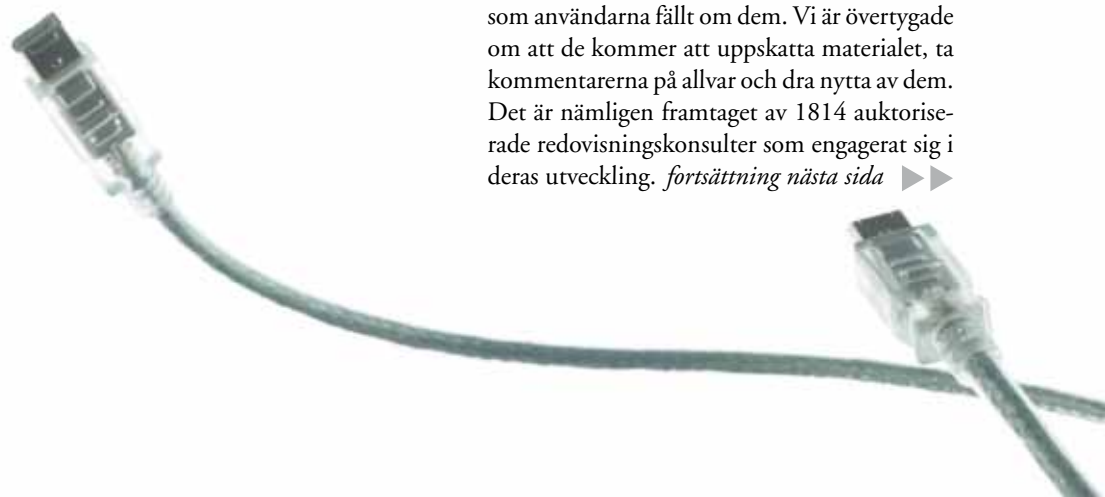 som användarna fällt om dem. Vi är övertygade
om att de kommer att uppskatta materialet, ta
kommentarerna på allvar och dra nytta av dem.
Det är nämligen framtaget av 1814 auktorise-
rade redovisningskonsulter som engagerat sig i
deras utveckling. fortsättning nästa sida ▶▶